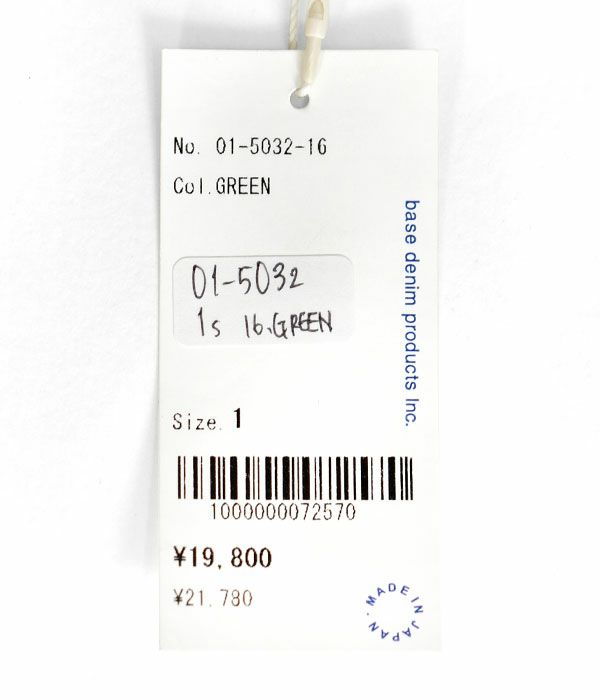 No. 01-5032-16
Col.GREEN
base denim products Inc.
01-5032
1s 16.GREEN
Size. 1
1000000072570
¥19,800
¥21,780
MADE IN JAPAN.